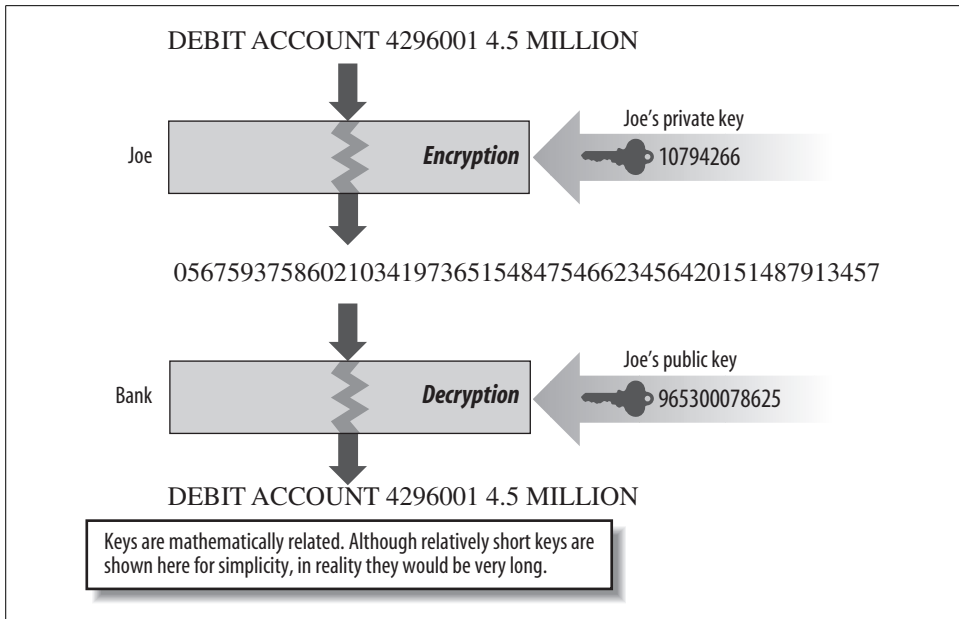 DEBIT ACCOUNT 4296001 4.5 MILLION
Joe's private key
Joe
Encryption
10794266
056759375860210341973651548475466234564201514879134​57
Joe's public key
Bank
Decryption
965300078625
DEBIT ACCOUNT 4296001 4.5 MILLION
Keys are mathematically related. Although relatively short keys are
shown here for simplicity, in reality they would be very long.